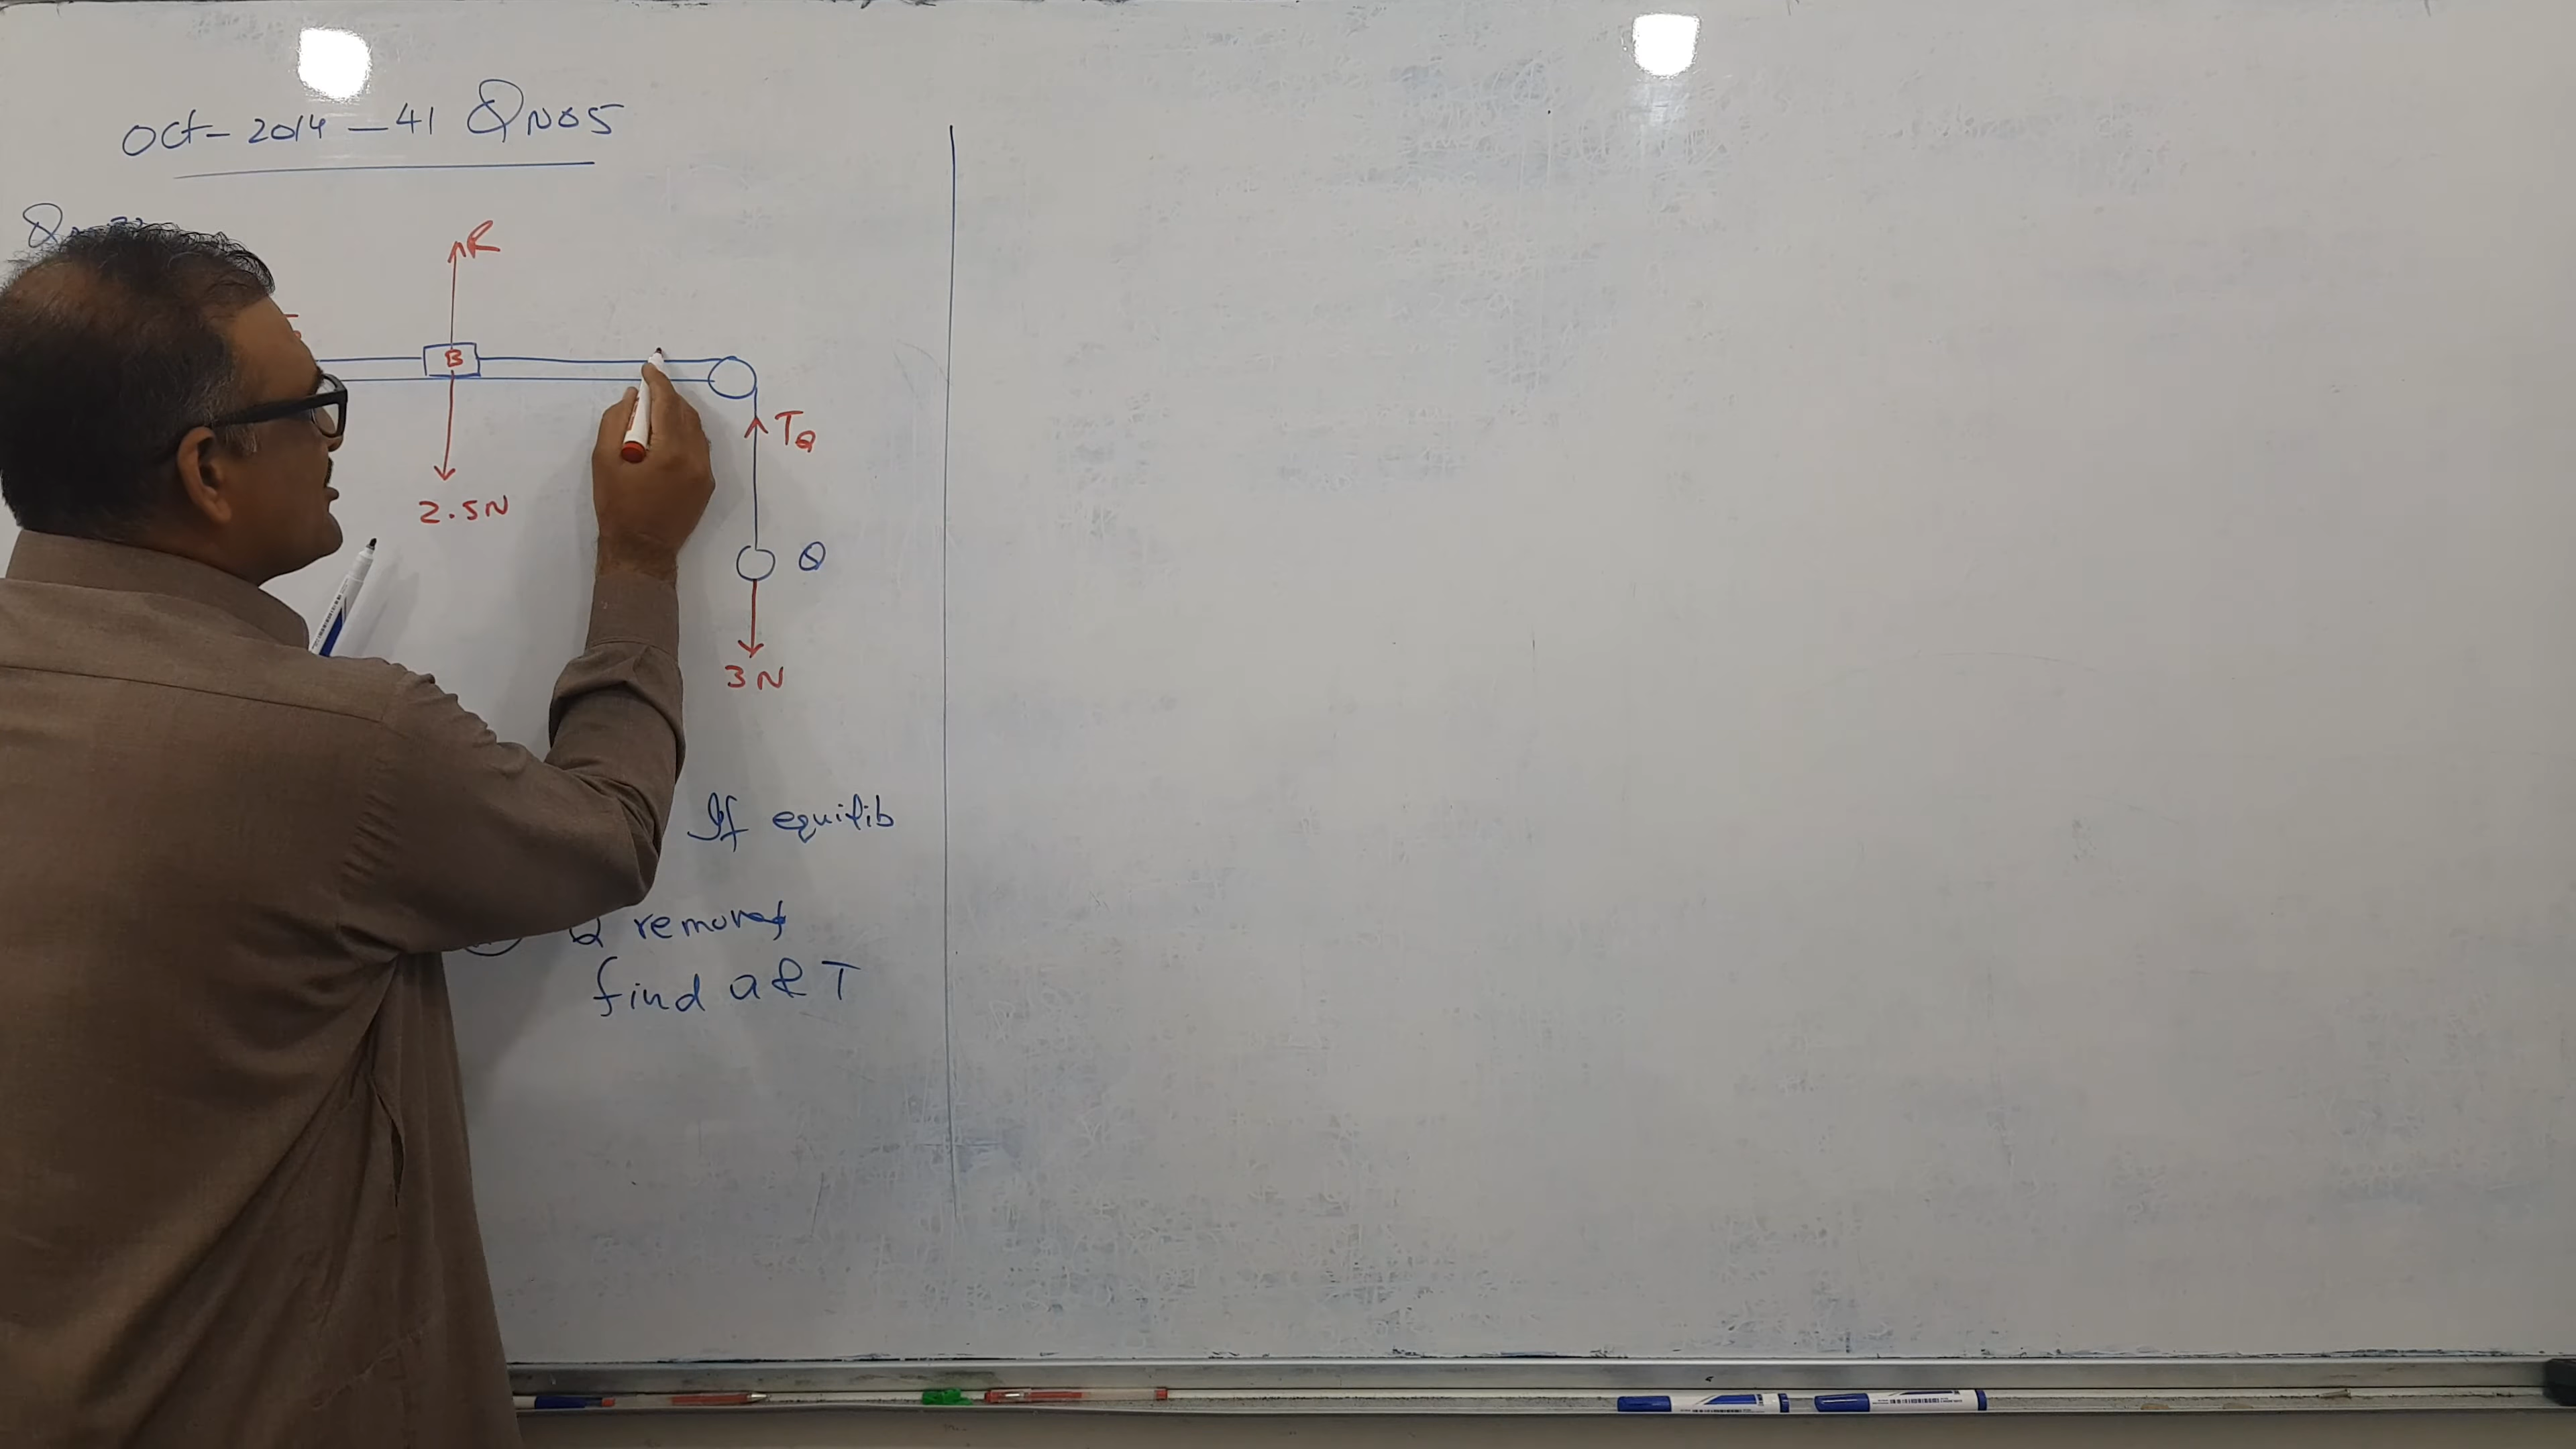 Oct-2014-41 QNo5
R
B
TQ
2.5N
Q
3N
If equilib
Q removed
find a & T